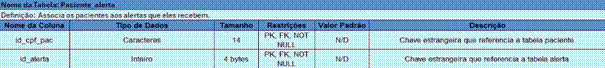 Nome da Tabela: Paciente_alerta
Definição: Associa os pacientes aos alertas que eles recebem.
Nome da Coluna Tipo de Dados Tamanho Restrições Valor Padrão Descrição
id_cpf_pac Caracteres 14 PK, FK, NOT NULL N/D Chave estrangeira que referencia a tabela paciente.
id_alerta Inteiro 4 bytes PK, FK, NOT NULL N/D Chave estrangeira que referencia a tabela alerta